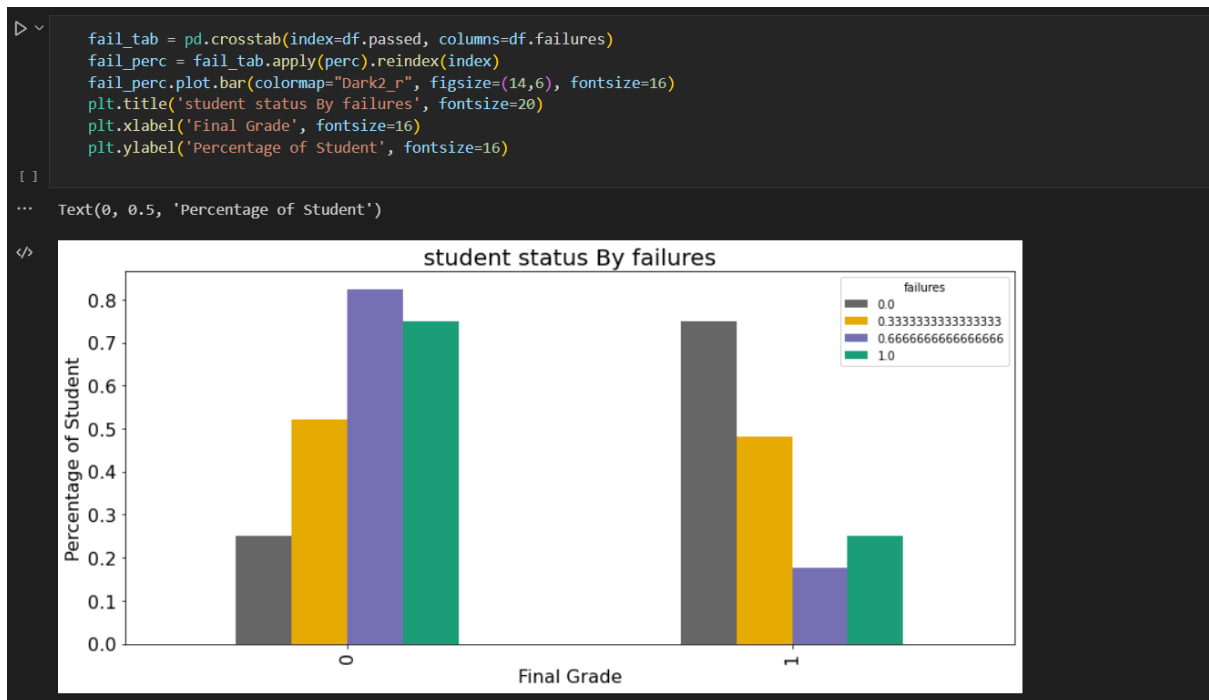 fail_tab = pd.crosstab(index=df.passed, columns=df.failures)
fail_perc = fail_tab.apply(perc).reindex(index)
fail_perc.plot.bar(colormap="Dark2_r", figsize=(14,6), fontsize=16)
plt.title('student status By failures', fontsize=20)
plt.xlabel('Final Grade', fontsize=16)
plt.ylabel('Percentage of Student', fontsize=16)
[ ]
... Text(0, 0.5, 'Percentage of Student')
</>
student status By failures
failures
0.0
0.3333333333333333
0.6666666666666666
1.0
Percentage of Student
0.8
0.7
0.6
0.5
0.4
0.3
0.2
0.1
0.0
0
1
Final Grade